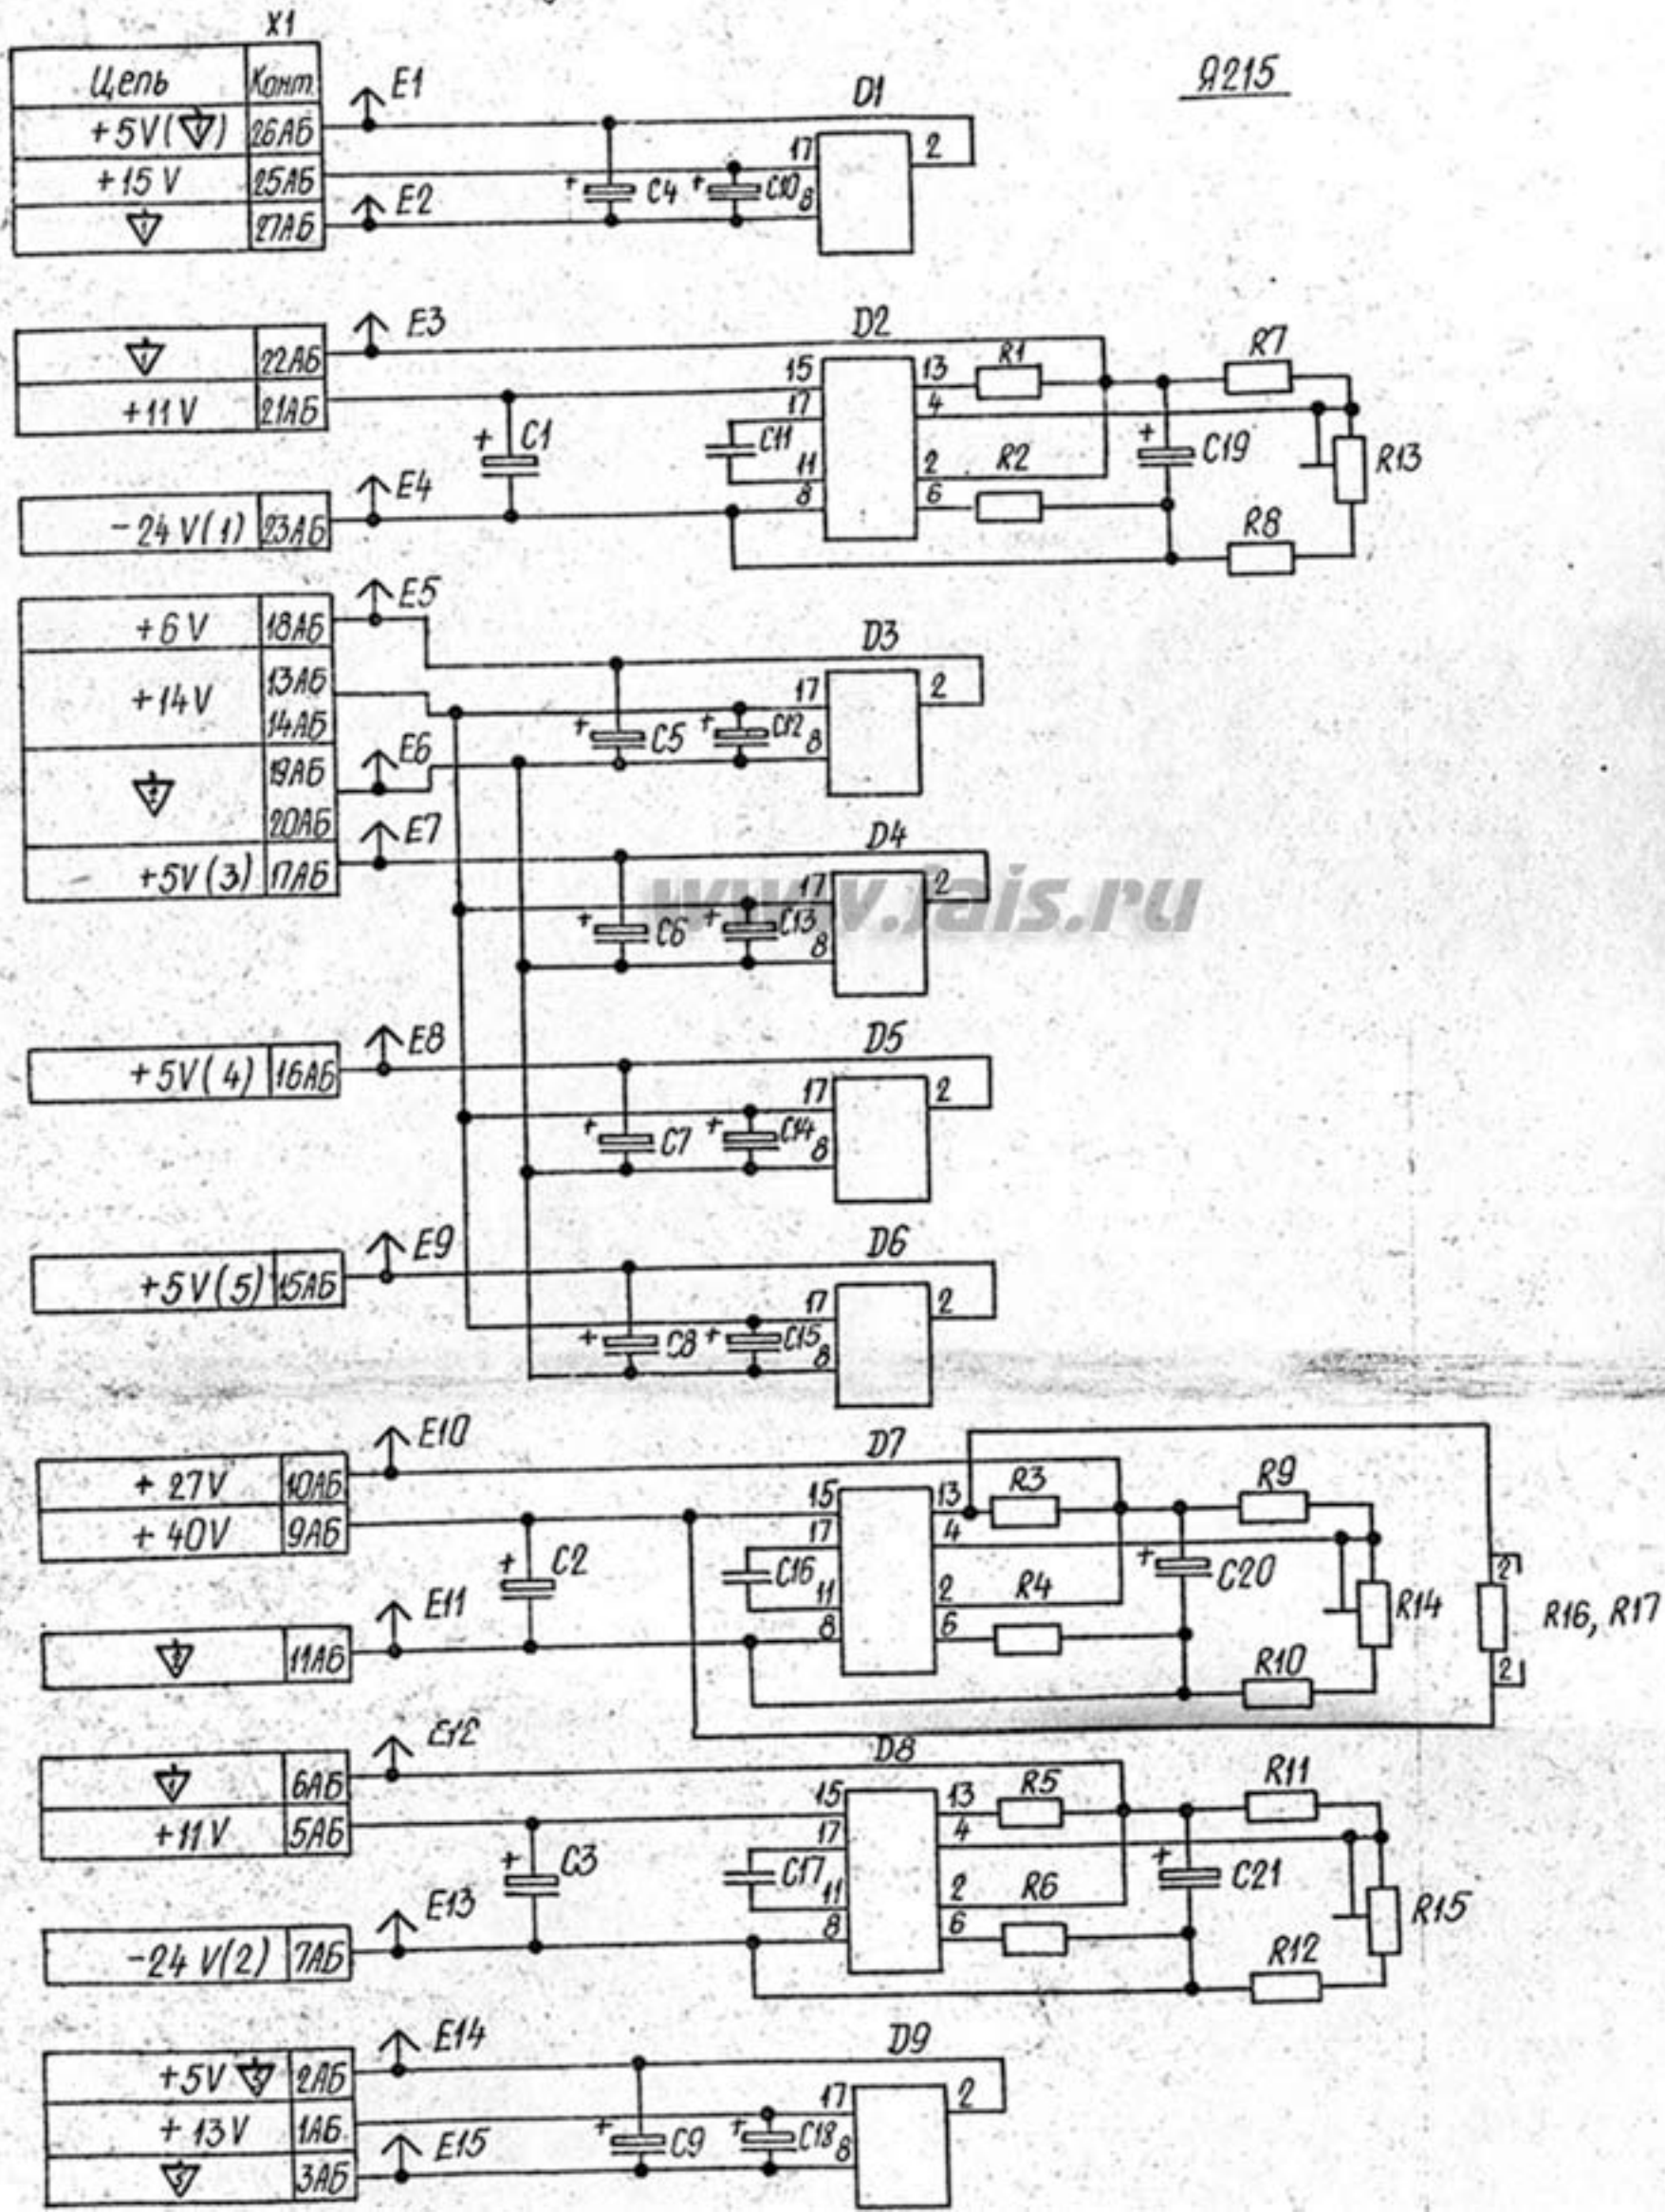 X1
Я215
Цепь Конт.
+5V( ) 26АБ
+15 V 25АБ
27АБ
E1
E2
D1
17
2
8
+ C4
+ C10
22АБ
+11 V 21АБ
-24 V(1) 23АБ
E3
E4
D2
15
17
11
8
13
4
2
6
+ C1
C11
R1
R2
+ C19
R7
R13
R8
+6 V 18АБ
+14V 13АБ
14АБ
19АБ
20АБ
+5V(3) 17АБ
E5
E6
E7
D3
17
2
8
+ C5
+ C12
D4
17
2
8
+ C6
+ C13
www.fais.ru
+5V(4) 16АБ
E8
D5
17
2
8
+ C7
+ C14
+5V(5) 15АБ
E9
D6
17
2
8
+ C8
+ C15
+ 27V 10АБ
+ 40V 9АБ
11АБ
E10
E11
D7
15
17
11
8
13
4
2
6
+ C2
C16
R3
R4
+ C20
R9
R14
R10
2
2
R16, R17
6АБ
+11V 5АБ
-24 V(2) 7АБ
E12
E13
D8
15
17
11
8
13
4
2
6
+ C3
C17
R5
R6
+ C21
R11
R15
R12
+5V 2АБ
+ 13V 1АБ
3АБ
E14
E15
D9
17
2
8
+ C9
+ C18